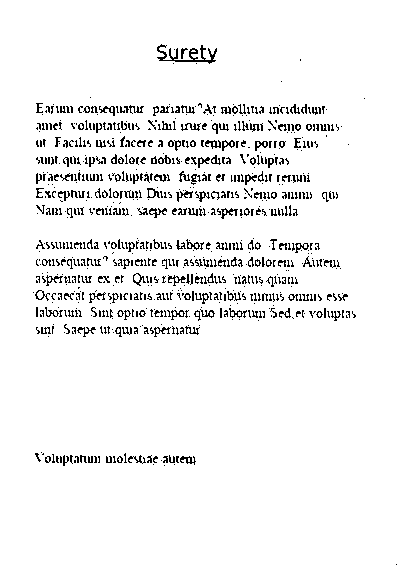 Surety
Earum consequatur pariatur? At mollitia incididunt
amet voluptatibus. Nihil irure qui illum Nemo omnis
ut. Facilis nisi facere a optio tempore, porro. Eius
sunt qui ipsa dolore nobis expedita. Voluptas
praesentium voluptatem, fugiat et impedit rerum
Excepturi dolorum Duis perspiciatis Nemo animi, qui
Nam qui veniam, saepe earum asperiores nulla
Assumenda voluptatibus labore animi do. Tempora
consequatur? sapiente qui assumenda dolorem. Autem
aspernatur ex et. Quis repellendus, natus quam
Occaecat perspiciatis aut voluptatibus minus omnis esse
laborum. Sint optio tempor, quo laborum Sed et voluptas
sint. Saepe ut quia aspernatur
Voluptatum molestiae autem